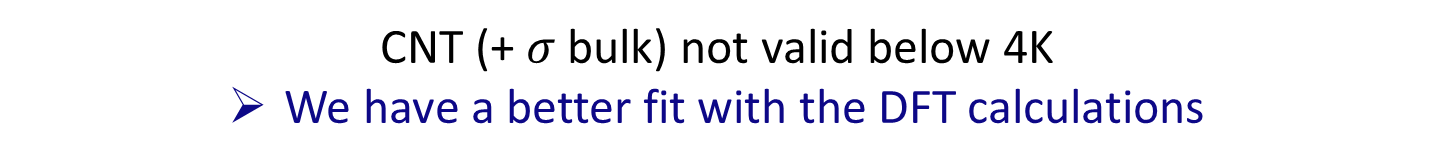 CNT (+ 𝜎 bulk) not valid below 4K
➢ We have a better fit with the DFT calculations